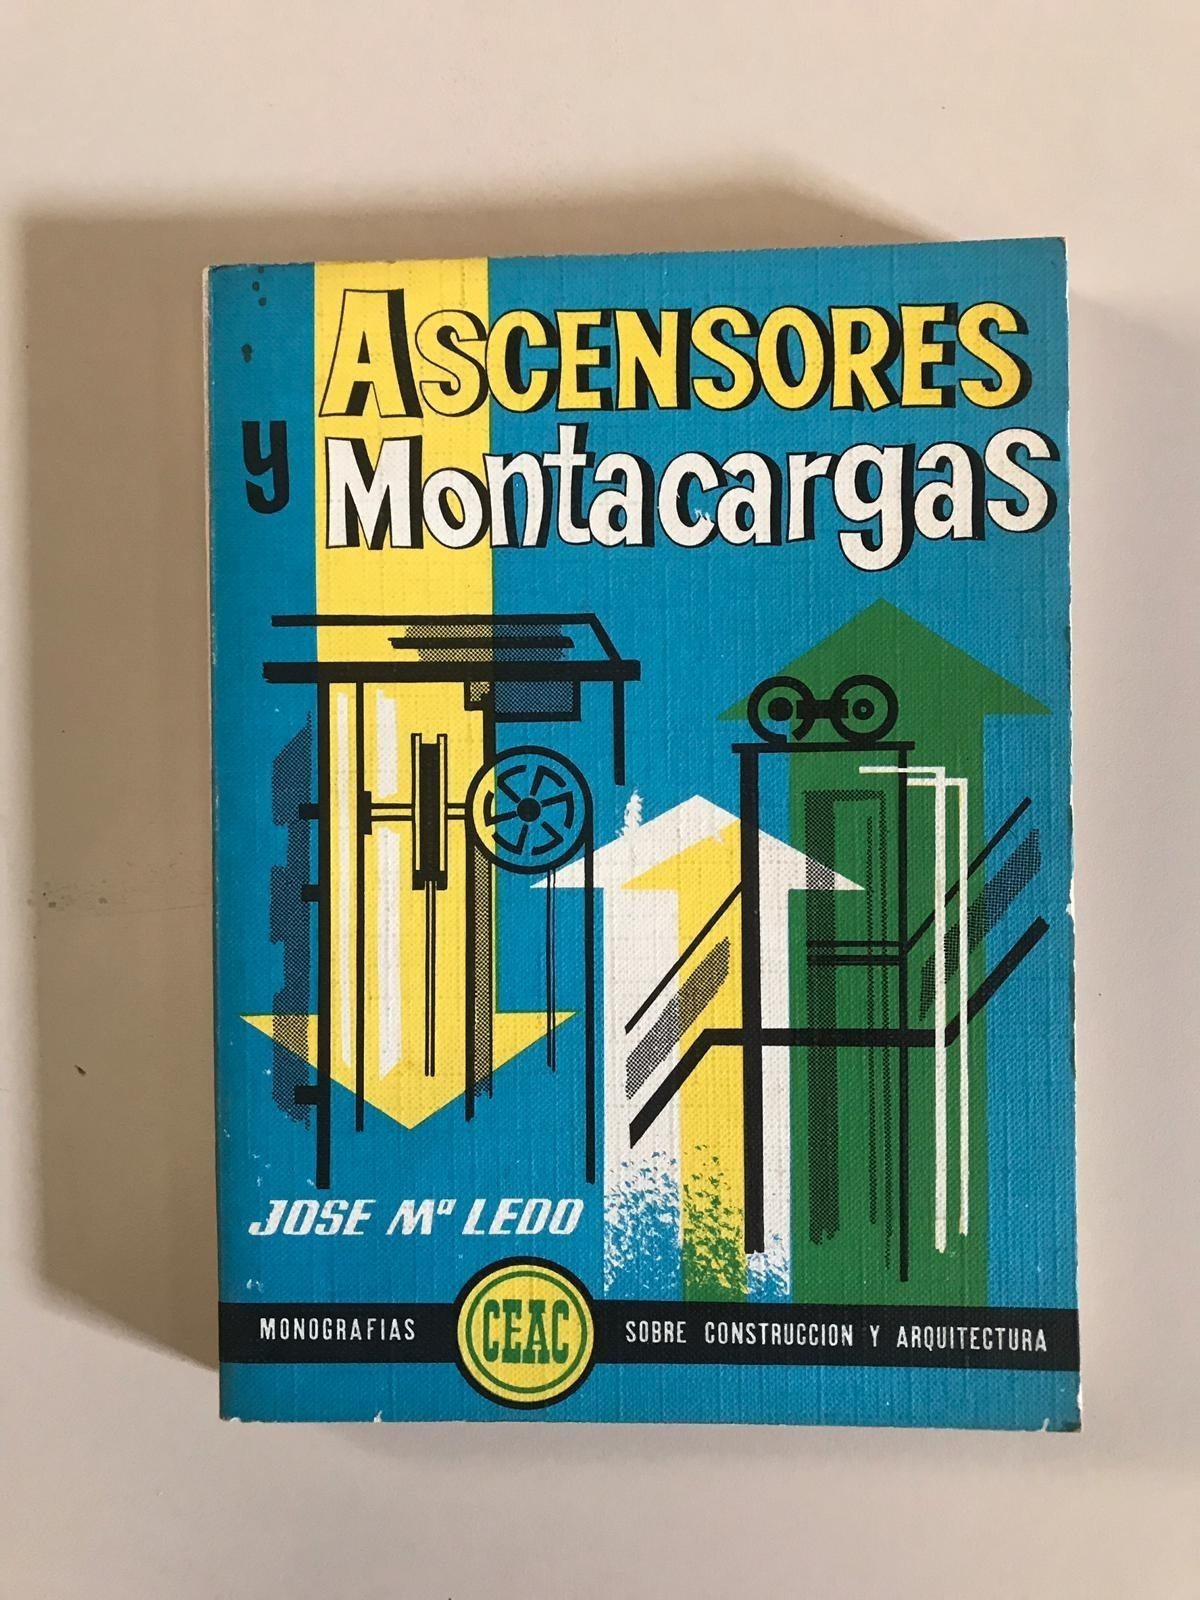 ASCENSORES
y Montacargas
JOSE Mª LEDO
MONOGRAFIAS CEAC SOBRE CONSTRUCCION Y ARQUITECTURA